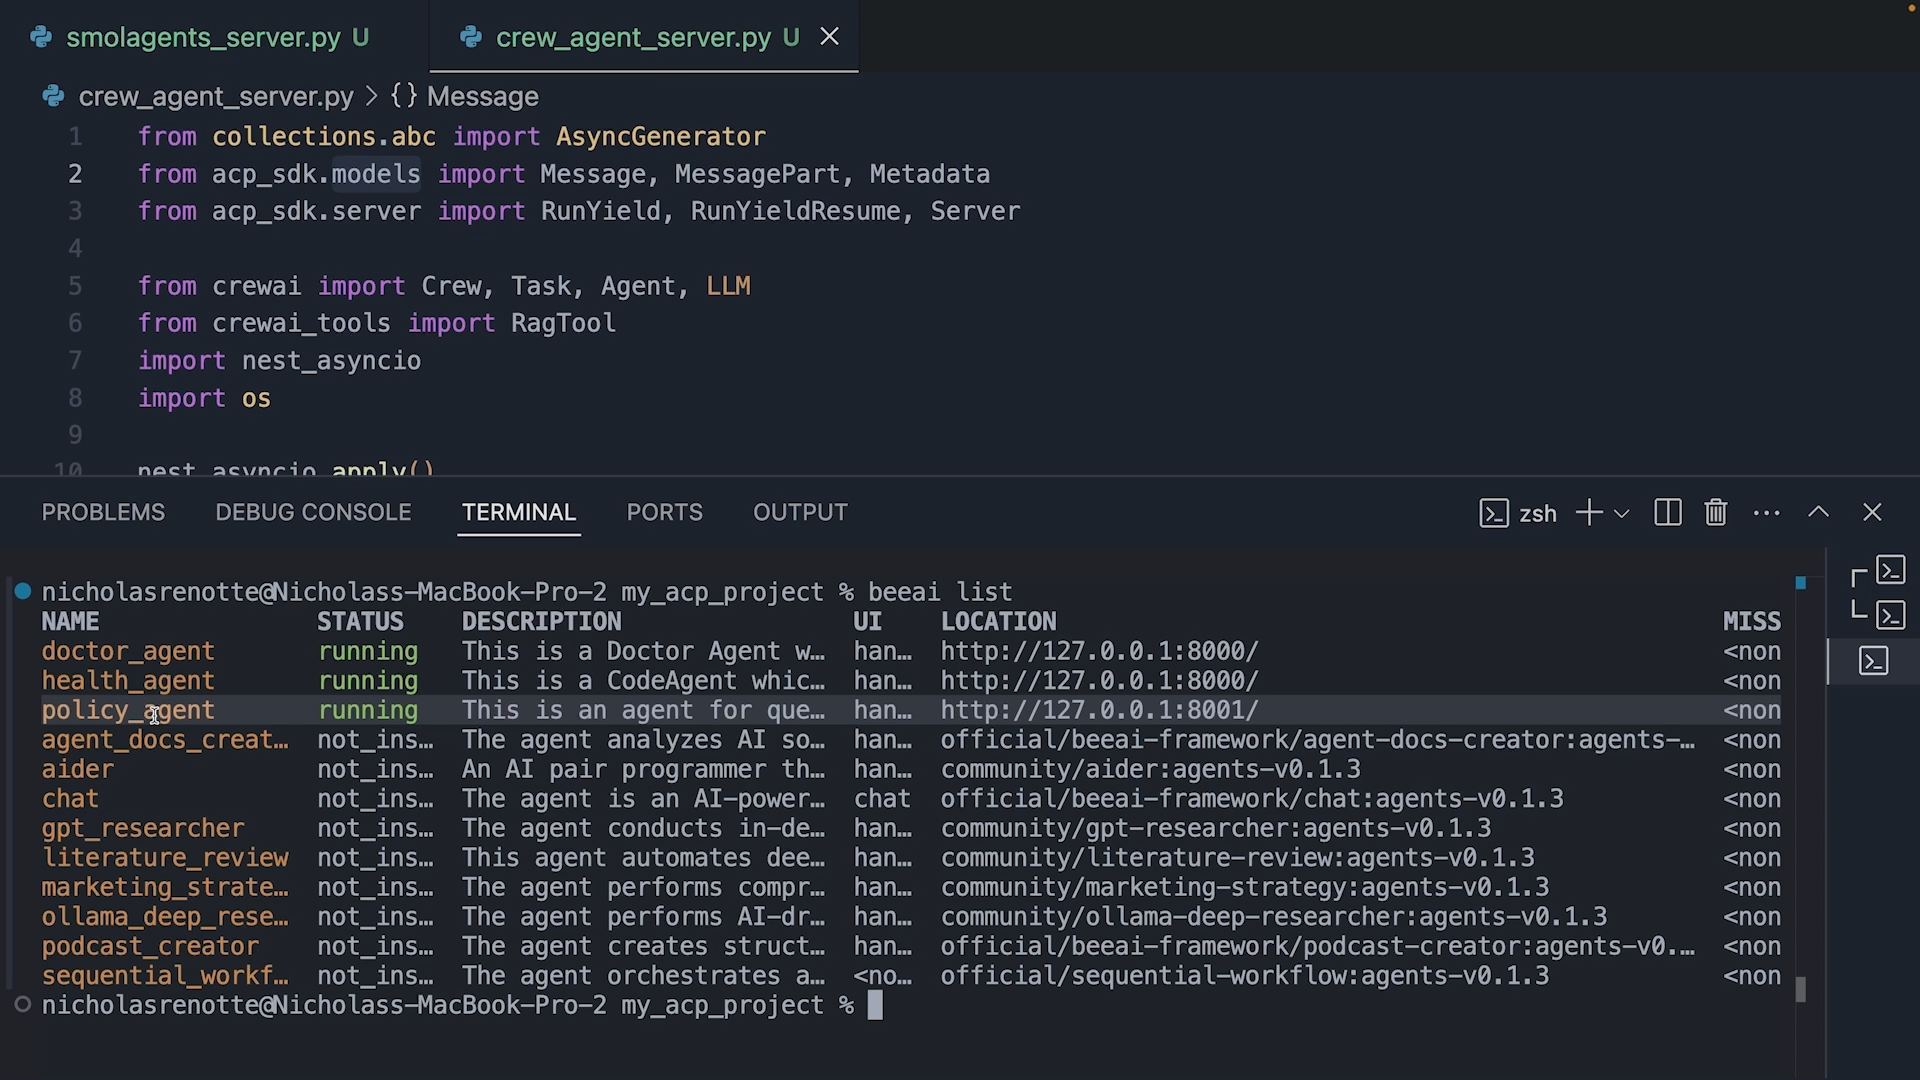 smolagents_server.py U crew_agent_server.py U
crew_agent_server.py > {} Message
1 from collections.abc import AsyncGenerator
2 from acp_sdk.models import Message, MessagePart, Metadata
3 from acp_sdk.server import RunYield, RunYieldResume, Server
4
5 from crewai import Crew, Task, Agent, LLM
6 from crewai_tools import RagTool
7 import nest_asyncio
8 import os
9
10 nest_asyncio.apply()
PROBLEMS DEBUG CONSOLE TERMINAL PORTS OUTPUT zsh
nicholasrenotte@Nicholass-MacBook-Pro-2 my_acp_project % beeai list
NAME STATUS DESCRIPTION UI LOCATION MISS
doctor_agent running This is a Doctor Agent w… han… http://127.0.0.1:8000/ <non
health_agent running This is a CodeAgent whic… han… http://127.0.0.1:8000/ <non
policy_agent running This is an agent for que… han… http://127.0.0.1:8001/ <non
agent_docs_creat… not_ins… The agent analyzes AI so… han… official/beeai-framework/agent-docs-creator:agents-… <non
aider not_ins… An AI pair programmer th… han… community/aider:agents-v0.1.3 <non
chat not_ins… The agent is an AI-power… chat official/beeai-framework/chat:agents-v0.1.3 <non
gpt_researcher not_ins… The agent conducts in-de… han… community/gpt-researcher:agents-v0.1.3 <non
literature_review not_ins… This agent automates dee… han… community/literature-review:agents-v0.1.3 <non
marketing_strate… not_ins… The agent performs compr… han… community/marketing-strategy:agents-v0.1.3 <non
ollama_deep_rese… not_ins… The agent performs AI-dr… han… community/ollama-deep-researcher:agents-v0.1.3 <non
podcast_creator not_ins… The agent creates struct… han… official/beeai-framework/podcast-creator:agents-v0.… <non
sequential_workf… not_ins… The agent orchestrates a… <no… official/sequential-workflow:agents-v0.1.3 <non
nicholasrenotte@Nicholass-MacBook-Pro-2 my_acp_project %